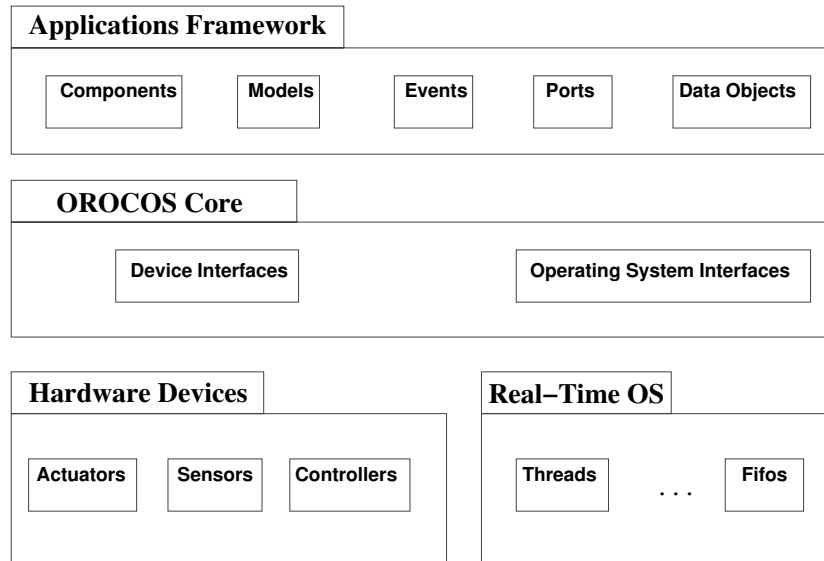 Applications Framework
Components Models Events Ports Data Objects
OROCOS Core
Device Interfaces Operating System Interfaces
Hardware Devices Real−Time OS
Actuators Sensors Controllers Threads . . . Fifos